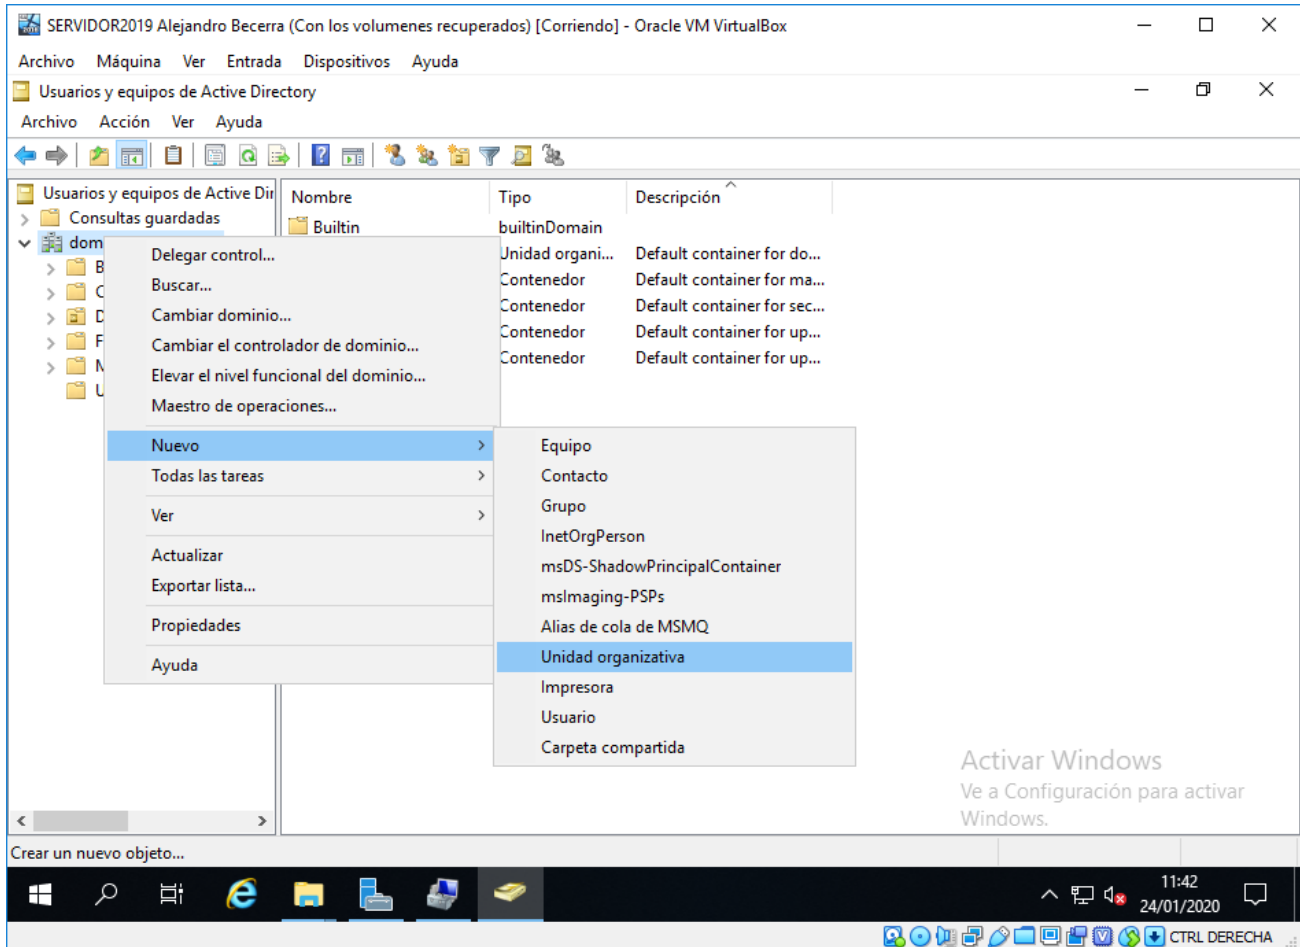 SERVIDOR2019 Alejandro Becerra (Con los volumenes recuperados) [Corriendo] - Oracle VM VirtualBox
Archivo Máquina Ver Entrada Dispositivos Ayuda
Usuarios y equipos de Active Directory
Archivo Acción Ver Ayuda
Usuarios y equipos de Active Dir
Consultas guardadas
dom
B
C
D
F
N
U
Nombre Tipo Descripción
Builtin builtinDomain
Unidad organi... Default container for do...
Contenedor Default container for ma...
Contenedor Default container for sec...
Contenedor Default container for up...
Contenedor Default container for up...
Delegar control...
Buscar...
Cambiar dominio...
Cambiar el controlador de dominio...
Elevar el nivel funcional del dominio...
Maestro de operaciones...
Nuevo
Todas las tareas
Ver
Actualizar
Exportar lista...
Propiedades
Ayuda
Equipo
Contacto
Grupo
InetOrgPerson
msDS-ShadowPrincipalContainer
msImaging-PSPs
Alias de cola de MSMQ
Unidad organizativa
Impresora
Usuario
Carpeta compartida
Activar Windows
Ve a Configuración para activar
Windows.
Crear un nuevo objeto...
11:42
24/01/2020
CTRL DERECHA